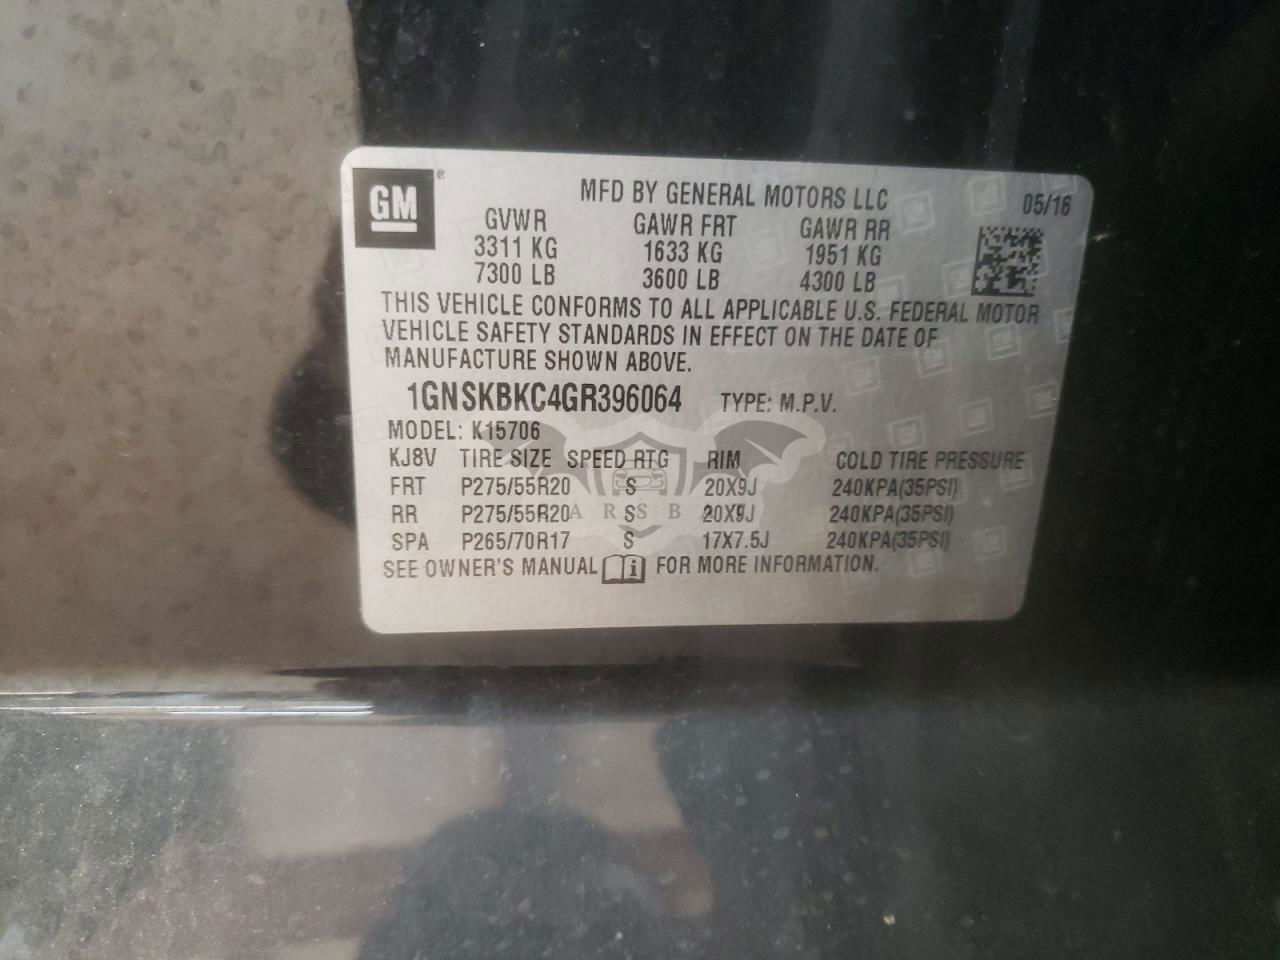 GM®
MFD BY GENERAL MOTORS LLC 05/16
GVWR GAWR FRT GAWR RR
3311 KG 1633 KG 1951 KG
7300 LB 3600 LB 4300 LB
THIS VEHICLE CONFORMS TO ALL APPLICABLE U.S. FEDERAL MOTOR
VEHICLE SAFETY STANDARDS IN EFFECT ON THE DATE OF
MANUFACTURE SHOWN ABOVE.
1GNSKBKC4GR396064 TYPE: M.P.V.
MODEL: K15706
KJ8V TIRE SIZE SPEED RTG RIM COLD TIRE PRESSURE
FRT P275/55R20 S 20X9J 240KPA(35PSI)
RR P275/55R20 S 20X9J 240KPA(35PSI)
SPA P265/70R17 S 17X7.5J 240KPA(35PSI)
SEE OWNER'S MANUAL FOR MORE INFORMATION.